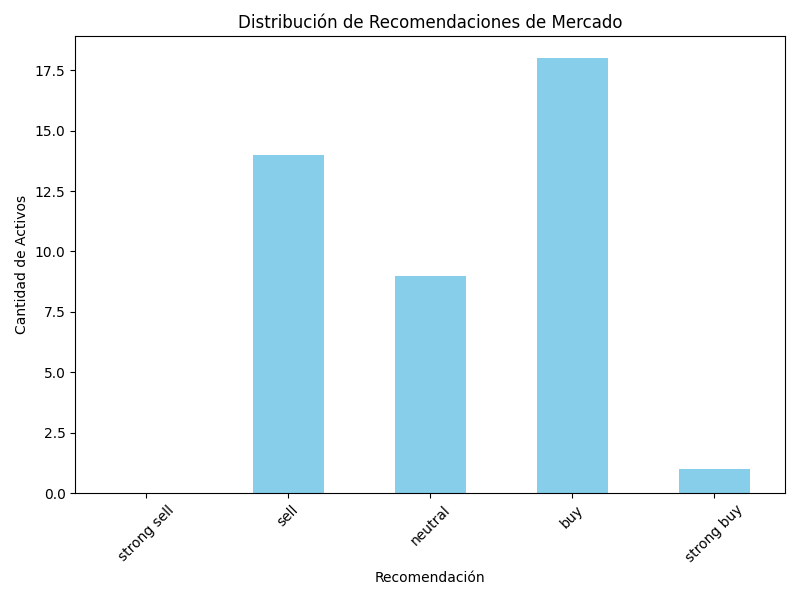 Distribución de Recomendaciones de Mercado
Cantidad de Activos
17.5
15.0
12.5
10.0
7.5
5.0
2.5
0.0
strong sell
sell
neutral
buy
strong buy
Recomendación